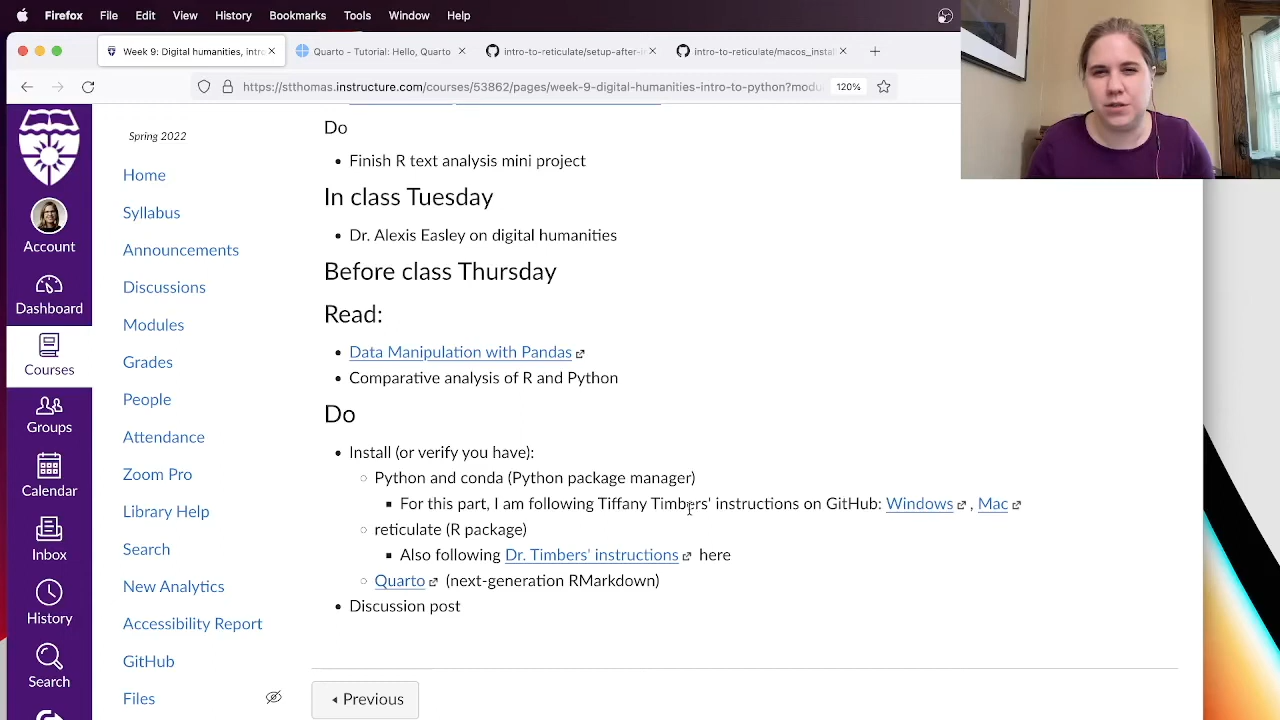 Firefox File Edit View History Bookmarks Tools Window Help
Week 9: Digital humanities, intro
Quarto - Tutorial: Hello, Quarto
intro-to-reticulate/setup-after-i
intro-to-reticulate/macos_instal
https://stthomas.instructure.com/courses/53862/pages/week-9-digital-humanities-intro-to-python?modu 120%
Account
Dashboard
Courses
Groups
Calendar
Inbox
History
Search
Spring 2022
Home
Syllabus
Announcements
Discussions
Modules
Grades
People
Attendance
Zoom Pro
Library Help
Search
New Analytics
Accessibility Report
GitHub
Files
Do
• Finish R text analysis mini project
In class Tuesday
• Dr. Alexis Easley on digital humanities
Before class Thursday
Read:
• Data Manipulation with Pandas
• Comparative analysis of R and Python
Do
• Install (or verify you have):
○ Python and conda (Python package manager)
▪ For this part, I am following Tiffany Timbers' instructions on GitHub: Windows , Mac
○ reticulate (R package)
▪ Also following Dr. Timbers' instructions here
○ Quarto (next-generation RMarkdown)
• Discussion post
Previous